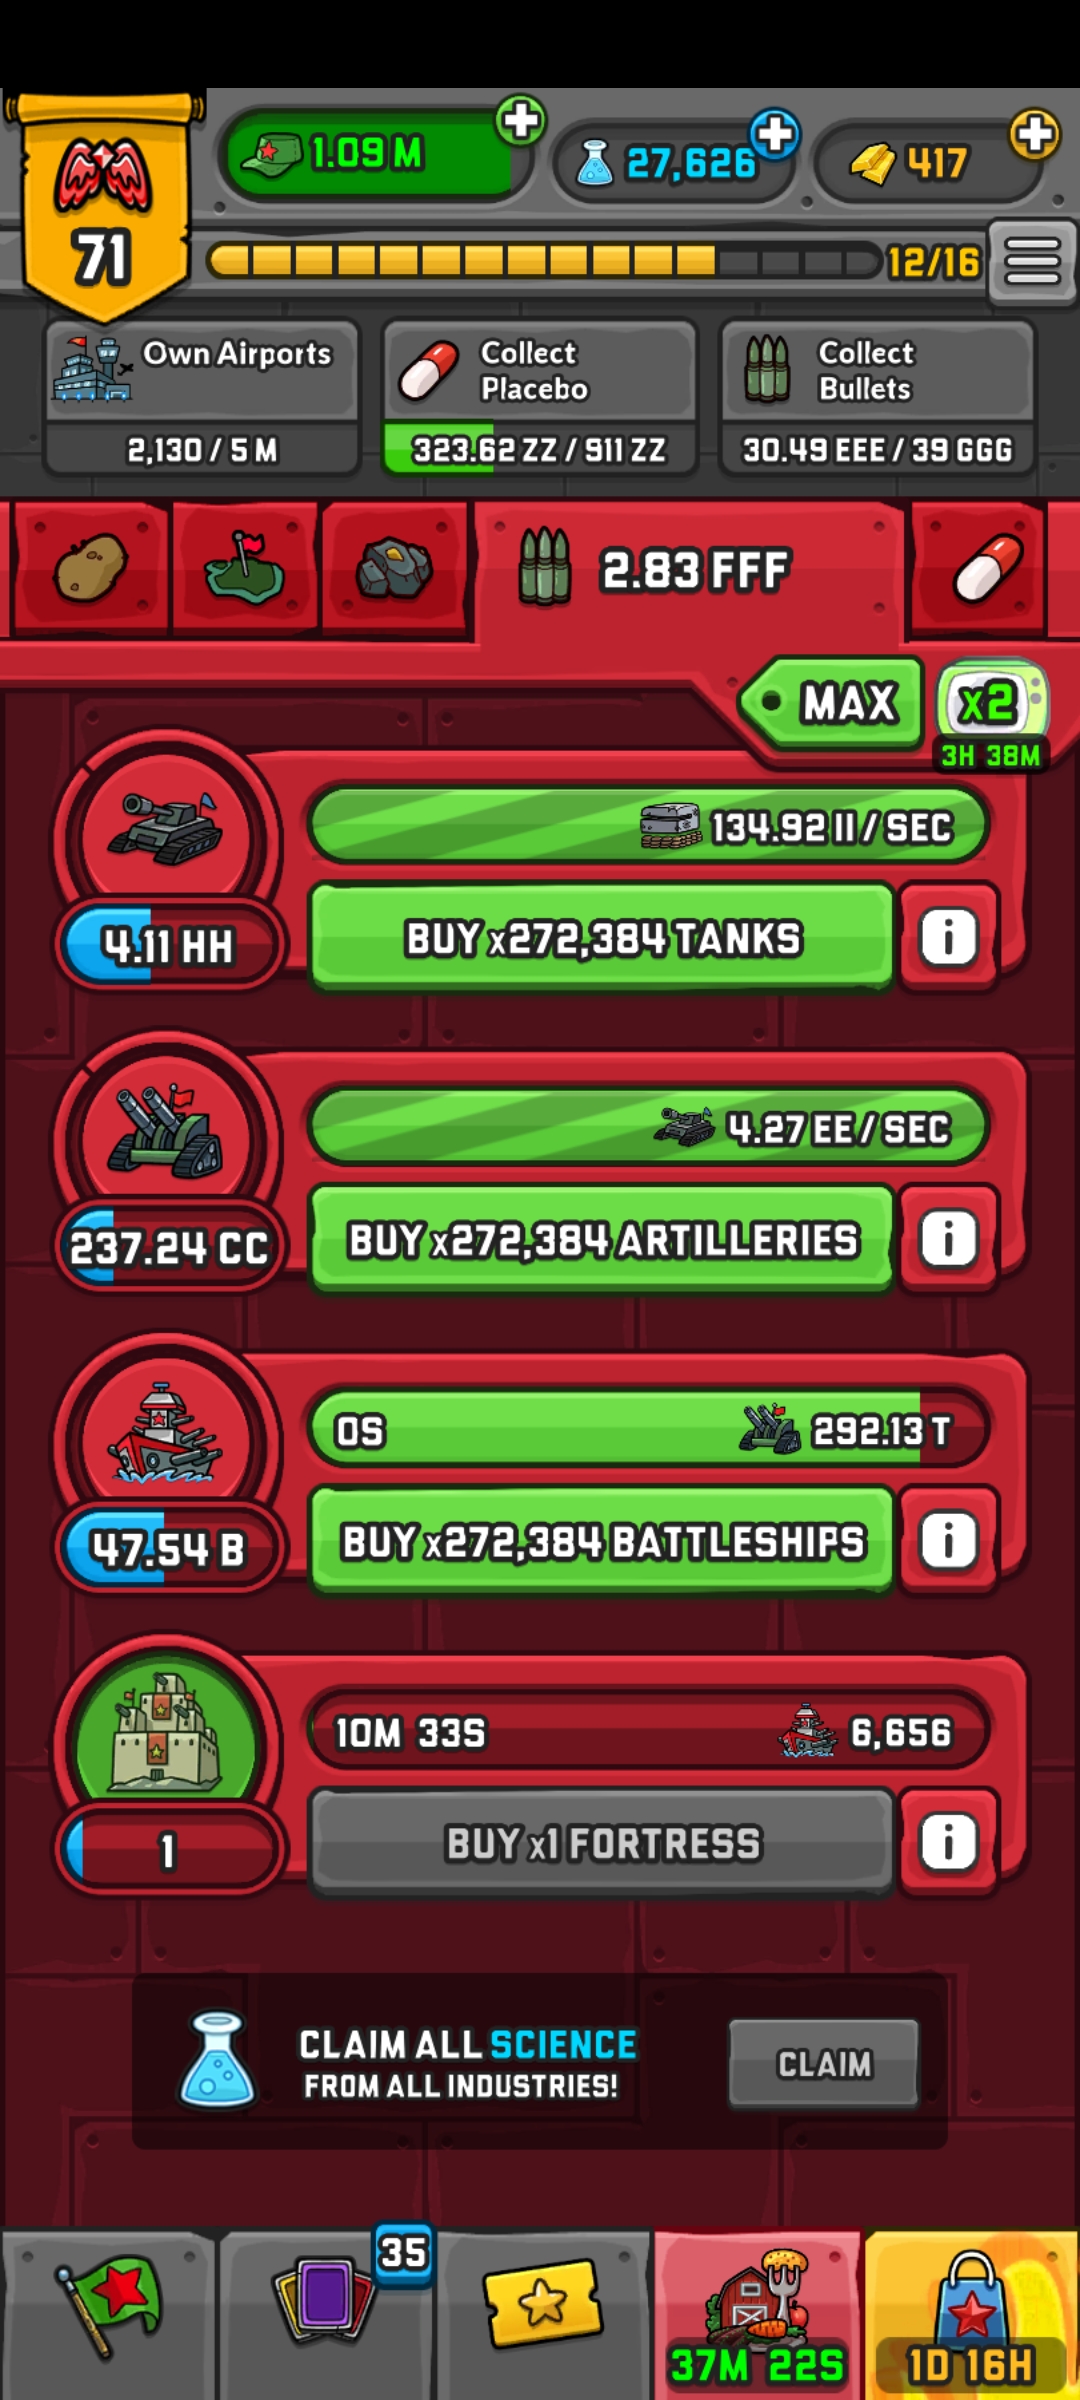 71
1.09 M
27,626
417
12/16
Own Airports
2,130 / 5 M
Collect
Placebo
323.62 ZZ / 911 ZZ
Collect
Bullets
30.49 EEE / 39 GGG
2.83 FFF
MAX
x2
3H 38M
134.92 II / SEC
4.11 HH
BUY x272,384 TANKS
i
4.27 EE / SEC
237.24 CC
BUY x272,384 ARTILLERIES
i
0S
292.13 T
47.54 B
BUY x272,384 BATTLESHIPS
i
10M 33S
6,656
1
BUY x1 FORTRESS
i
CLAIM ALL SCIENCE
FROM ALL INDUSTRIES!
CLAIM
35
37M 22S
1D 16H